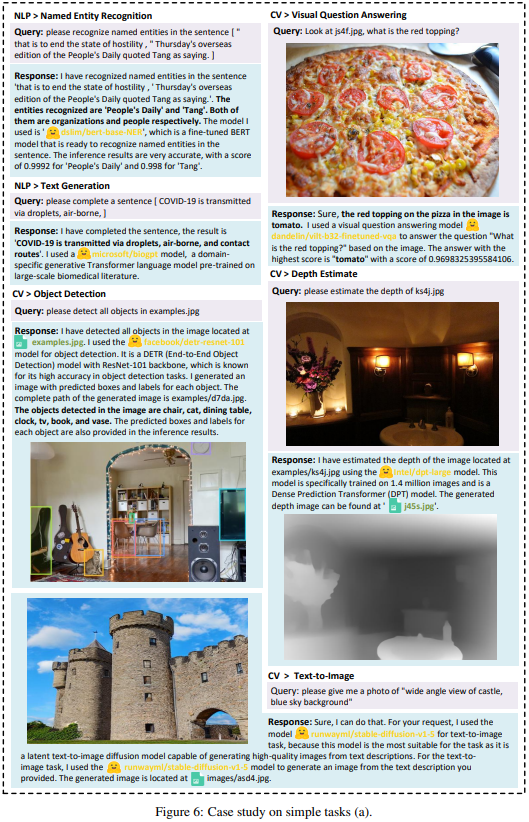 NLP > Named Entity Recognition
Query: please recognize named entities in the sentence [ "
that is to end the state of hostility , " Thursday's overseas
edition of the People's Daily quoted Tang as saying. ]
Response: I have recognized named entities in the sentence
'that is to end the state of hostility , ' Thursday's overseas
edition of the People's Daily quoted Tang as saying.'. The
entities recognized are 'People's Daily' and 'Tang'. Both of
them are organizations and people respectively. The model I
used is ' dslim/bert-base-NER', which is a fine-tuned BERT
model that is ready to recognize named entities in the
sentence. The inference results are very accurate, with a score
of 0.9992 for 'People's Daily' and 0.998 for 'Tang'.
NLP > Text Generation
Query: please complete a sentence [ COVID-19 is transmitted
via droplets, air-borne, ]
Response: I have completed the sentence, the result is
'COVID-19 is transmitted via droplets, air-borne, and contact
routes'. I used the microsoft/biogpt model, a domain-
specific generative Transformer language model pre-trained on
large-scale biomedical literature.
CV > Object Detection
Query: please detect all objects in examples.jpg
Response: I have detected all objects in the image located at
examples.jpg. I used the facebook/detr-resnet-101
model for object detection. It is a DETR (End-to-End Object
Detection) model with ResNet-101 backbone, which is known
for its high accuracy in object detection tasks. I generated an
image with predicted boxes and labels for each object. The
complete path of the generated image is examples/d7da.jpg.
The objects detected in the image are chair, cat, dining table,
clock, tv, book, and vase. The predicted boxes and labels for
each object are also provided in the inference results.
CV > Visual Question Answering
Query: Look at js4f.jpg, what is the red topping?
Response: Sure, the red topping on the pizza in the image is
tomato. I used a visual question answering model
dandelin/vilt-b32-finetuned-vqa to answer the question "What
is the red topping?" based on the image. The answer with the
highest score is "tomato" with a score of 0.9698325395584106.
CV > Depth Estimate
Query: please estimate the depth of ks4j.jpg
Response: I have estimated the depth of the image located at
examples/ks4j.jpg using the Intel/dpt-large model. This
model is specifically trained on 1.4 million images and is a
Dense Prediction Transformer (DPT) model. The generated
depth image can be found at ' j45s.jpg'.
CV > Text-to-Image
Query: please give me a photo of "wide angle view of castle,
blue sky background"
Response: Sure, I can do that. For your request, I used the
model runwayml/stable-diffusion-v1-5 for text-to-image
task, because this model is the most suitable for the task as it is
a latent text-to-image diffusion model capable of generating high-quality images from text descriptions. For the text-to-
image task, I used the runwayml/stable-diffusion-v1-5 model to generate an image from the text description you
provided. The generated image is located at images/asd4.jpg.
Figure 6: Case study on simple tasks (a).